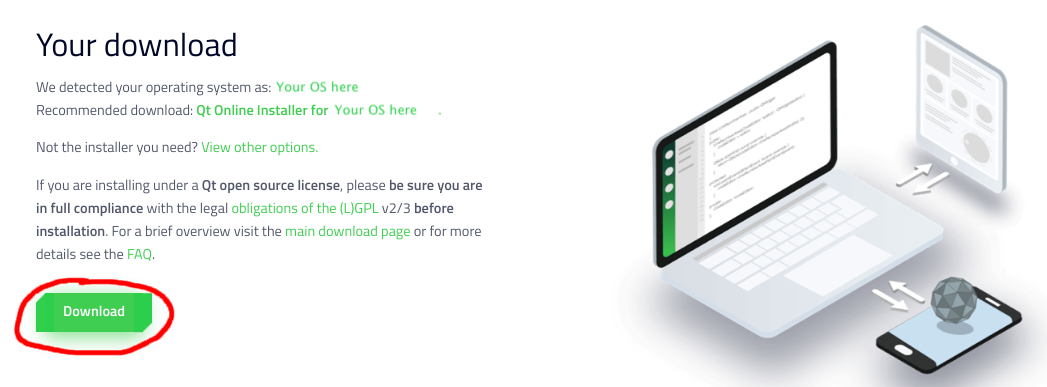 Your download
We detected your operating system as: Your OS here
Recommended download: Qt Online Installer for Your OS here .
Not the installer you need? View other options.
If you are installing under a Qt open source license, please be sure you are
in full compliance with the legal obligations of the (L)GPL v2/3 before
installation. For a brief overview visit the main download page or for more
details see the FAQ.
Download